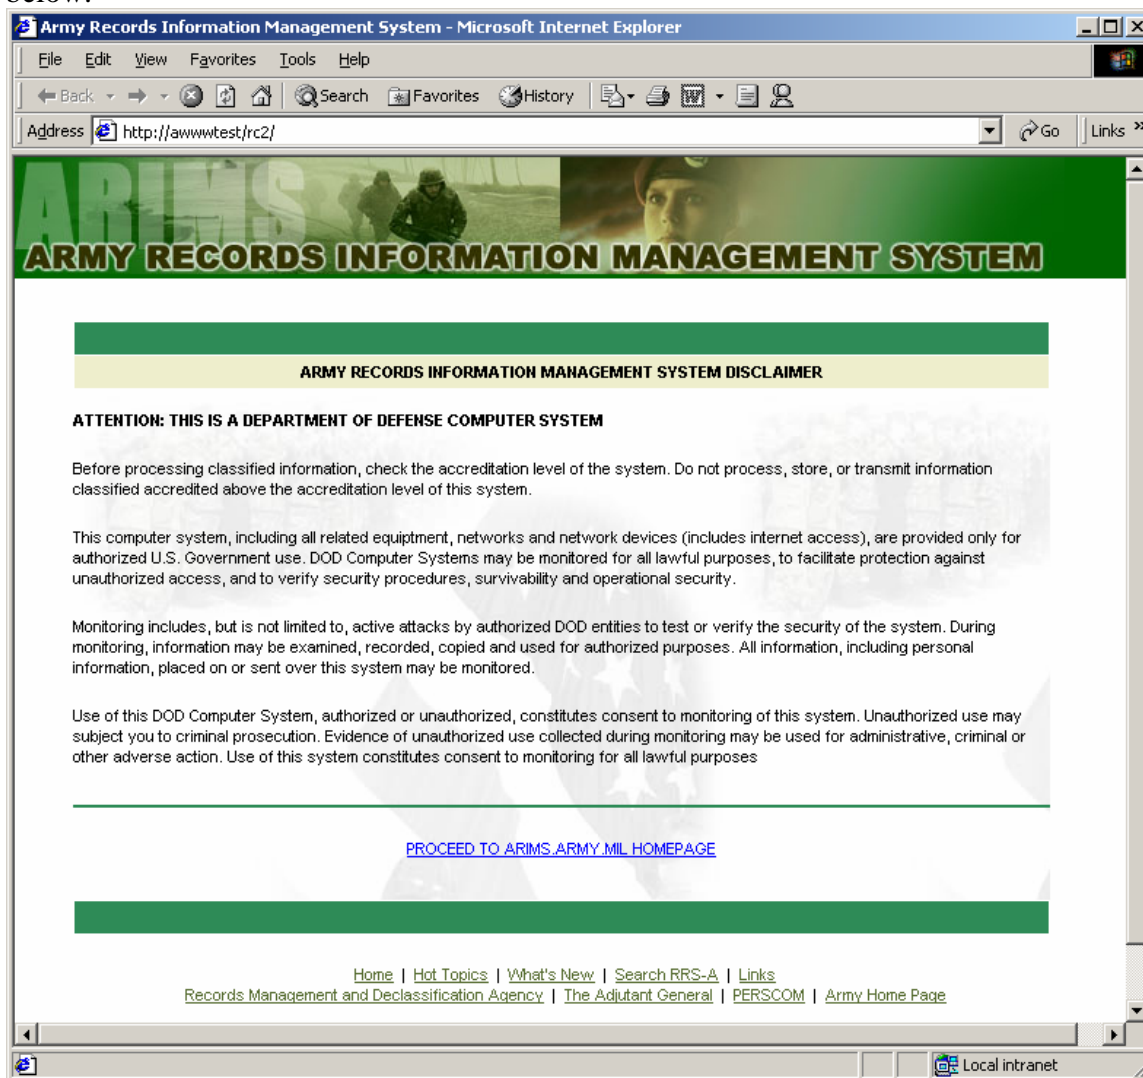 below.
Army Records Information Management System - Microsoft Internet Explorer
File Edit View Favorites Tools Help
Back Search Favorites History
Address http://awwwtest/rc2/ Go Links »
ARIMS
ARMY RECORDS INFORMATION MANAGEMENT SYSTEM
ARMY RECORDS INFORMATION MANAGEMENT SYSTEM DISCLAIMER
ATTENTION: THIS IS A DEPARTMENT OF DEFENSE COMPUTER SYSTEM
Before processing classified information, check the accreditation level of the system. Do not process, store, or transmit information
classified accredited above the accreditation level of this system.
This computer system, including all related equiptment, networks and network devices (includes internet access), are provided only for
authorized U.S. Government use. DOD Computer Systems may be monitored for all lawful purposes, to facilitate protection against
unauthorized access, and to verify security procedures, survivability and operational security.
Monitoring includes, but is not limited to, active attacks by authorized DOD entities to test or verify the security of the system. During
monitoring, information may be examined, recorded, copied and used for authorized purposes. All information, including personal
information, placed on or sent over this system may be monitored.
Use of this DOD Computer System, authorized or unauthorized, constitutes consent to monitoring of this system. Unauthorized use may
subject you to criminal prosecution. Evidence of unauthorized use collected during monitoring may be used for administrative, criminal or
other adverse action. Use of this system constitutes consent to monitoring for all lawful purposes
PROCEED TO ARIMS.ARMY.MIL HOMEPAGE
Home | Hot Topics | What's New | Search RRS-A | Links
Records Management and Declassification Agency | The Adjutant General | PERSCOM | Army Home Page
Local intranet